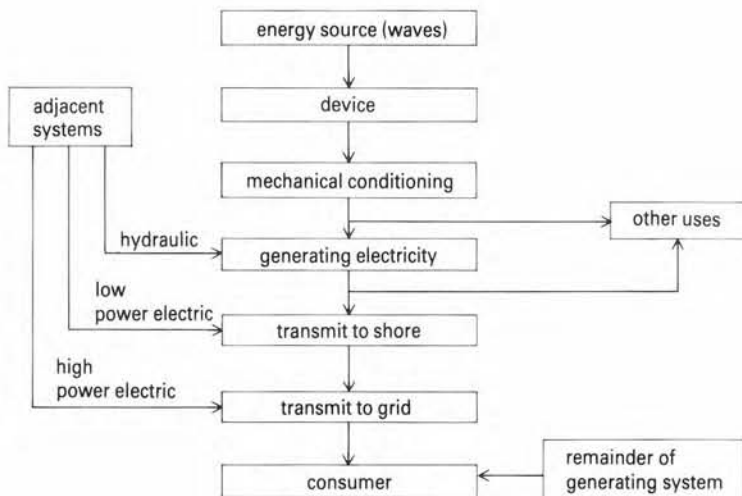 energy source (waves)
adjacent
systems
device
mechanical conditioning
other uses
hydraulic
generating electricity
low
power electric
transmit to shore
high
power electric
transmit to grid
remainder of
generating system
consumer